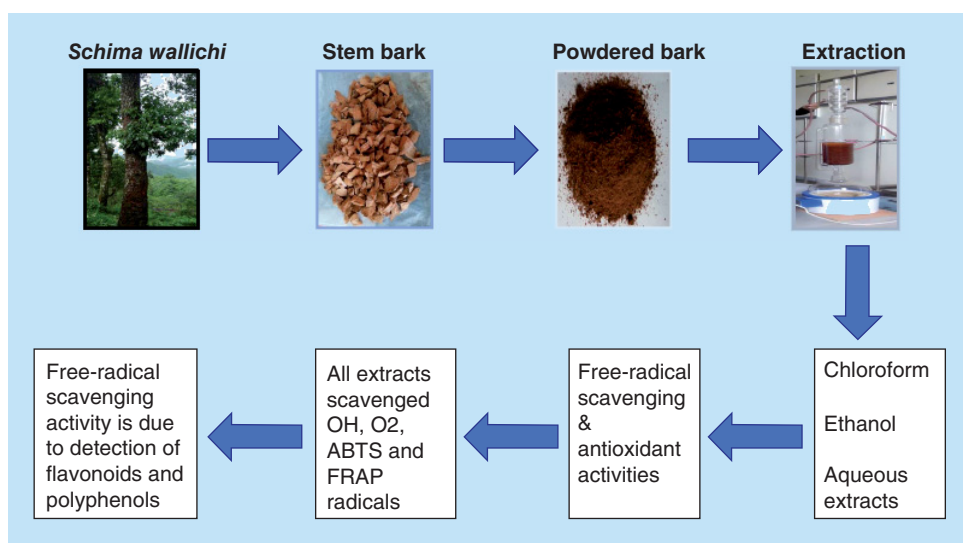 Schima wallichi
Stem bark
Powdered bark
Extraction
Chloroform
Ethanol
Aqueous
extracts
Free-radical
scavenging
&
antioxidant
activities
All extracts
scavenged
OH, O2,
ABTS and
FRAP
radicals
Free-radical
scavenging
activity is due
to detection of
flavonoids and
polyphenols